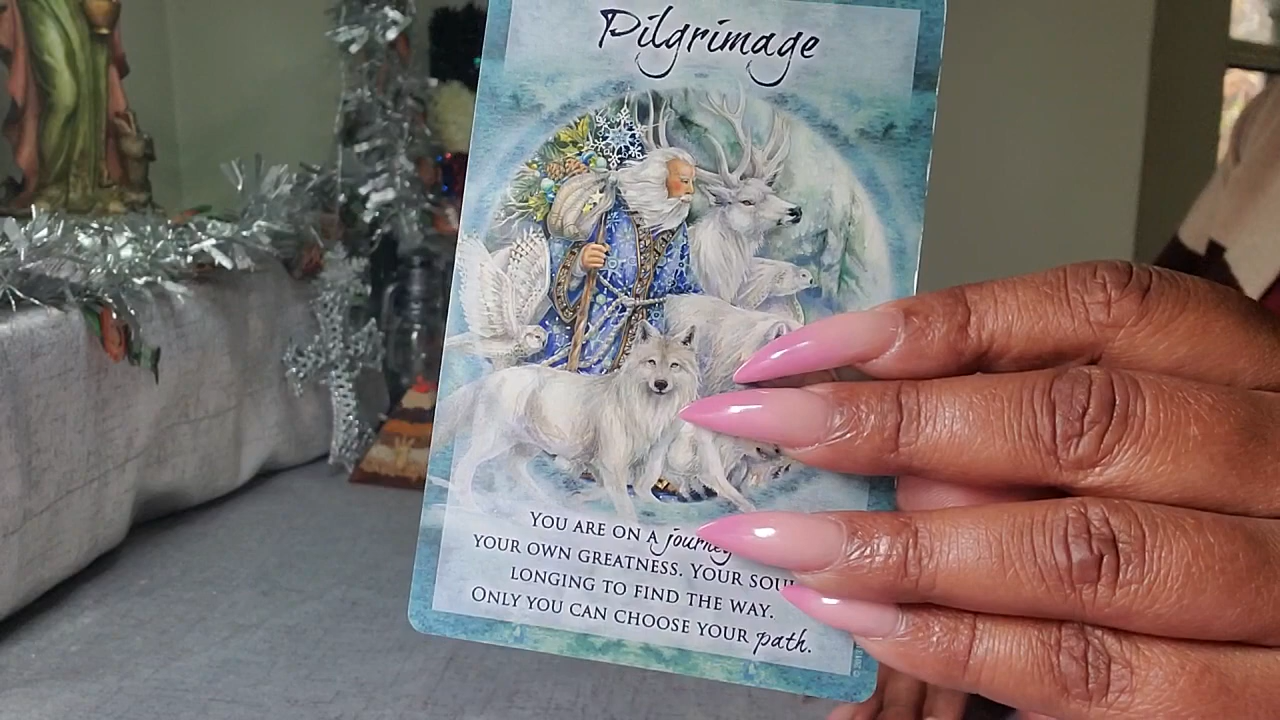 Pilgrimage
YOU ARE ON A journey
YOUR OWN GREATNESS. YOUR SOUL
LONGING TO FIND THE WAY.
ONLY YOU CAN CHOOSE YOUR path.